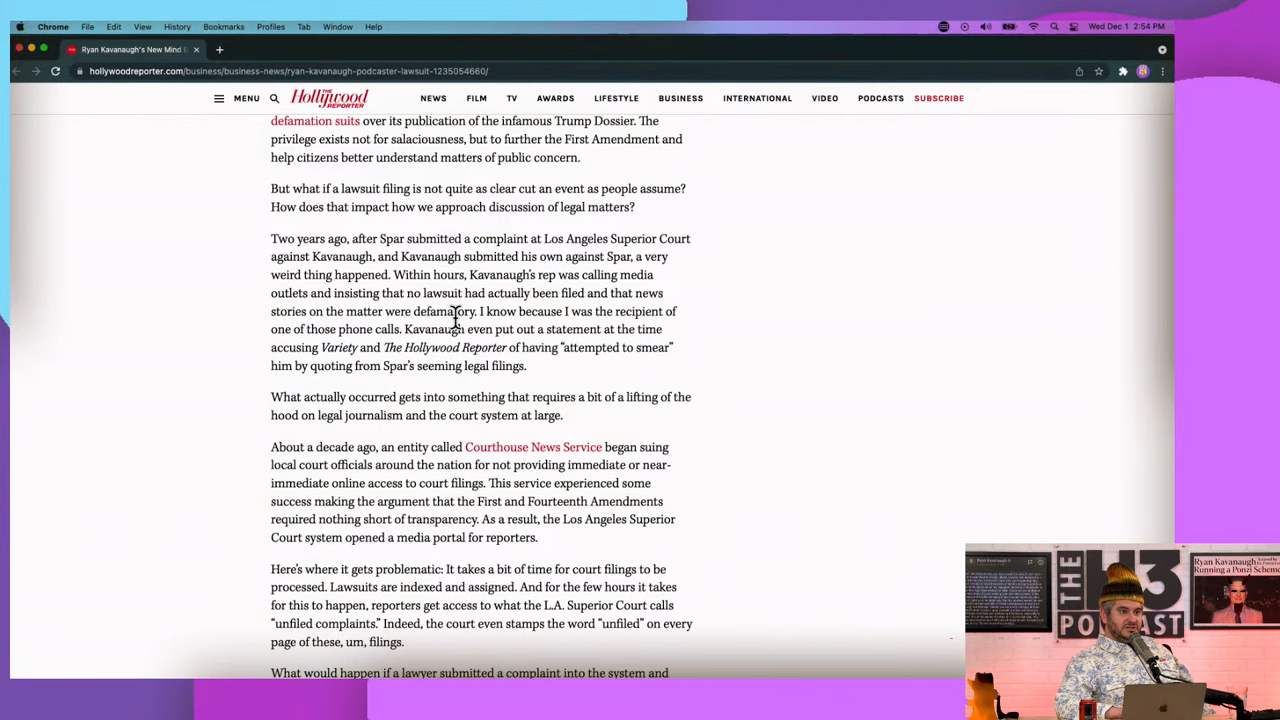 Chrome File Edit View History Bookmarks Profiles Tab Window Help
Wed Dec 1 2:54 PM
Ryan Kavanaugh's New Mind
hollywoodreporter.com/business/business-news/ryan-kavanaugh-podcaster-lawsuit-1235054660/
MENU
THE Hollywood REPORTER
NEWS FILM TV AWARDS LIFESTYLE BUSINESS INTERNATIONAL VIDEO PODCASTS SUBSCRIBE
defamation suits over its publication of the infamous Trump Dossier. The
privilege exists not for salaciousness, but to further the First Amendment and
help citizens better understand matters of public concern.
But what if a lawsuit filing is not quite as clear cut an event as people assume?
How does that impact how we approach discussion of legal matters?
Two years ago, after Spar submitted a complaint at Los Angeles Superior Court
against Kavanaugh, and Kavanaugh submitted his own against Spar, a very
weird thing happened. Within hours, Kavanaugh's rep was calling media
outlets and insisting that no lawsuit had actually been filed and that news
stories on the matter were defamatory. I know because I was the recipient of
one of those phone calls. Kavanaugh even put out a statement at the time
accusing Variety and The Hollywood Reporter of having "attempted to smear"
him by quoting from Spar's seeming legal filings.
What actually occurred gets into something that requires a bit of a lifting of the
hood on legal journalism and the court system at large.
About a decade ago, an entity called Courthouse News Service began suing
local court officials around the nation for not providing immediate or near-
immediate online access to court filings. This service experienced some
success making the argument that the First and Fourteenth Amendments
required nothing short of transparency. As a result, the Los Angeles Superior
Court system opened a media portal for reporters.
Here's where it gets problematic: It takes a bit of time for court filings to be
processed. Lawsuits are indexed and assigned. And for the few hours it takes
for this to happen, reporters get access to what the L.A. Superior Court calls
"unfiled complaints." Indeed, the court even stamps the word "unfiled" on every
page of these, um, filings.
What would happen if a lawyer submitted a complaint into the system and
THE H3
PODCAST
Ryan Kavanaugh
Running a Ponzi Scheme